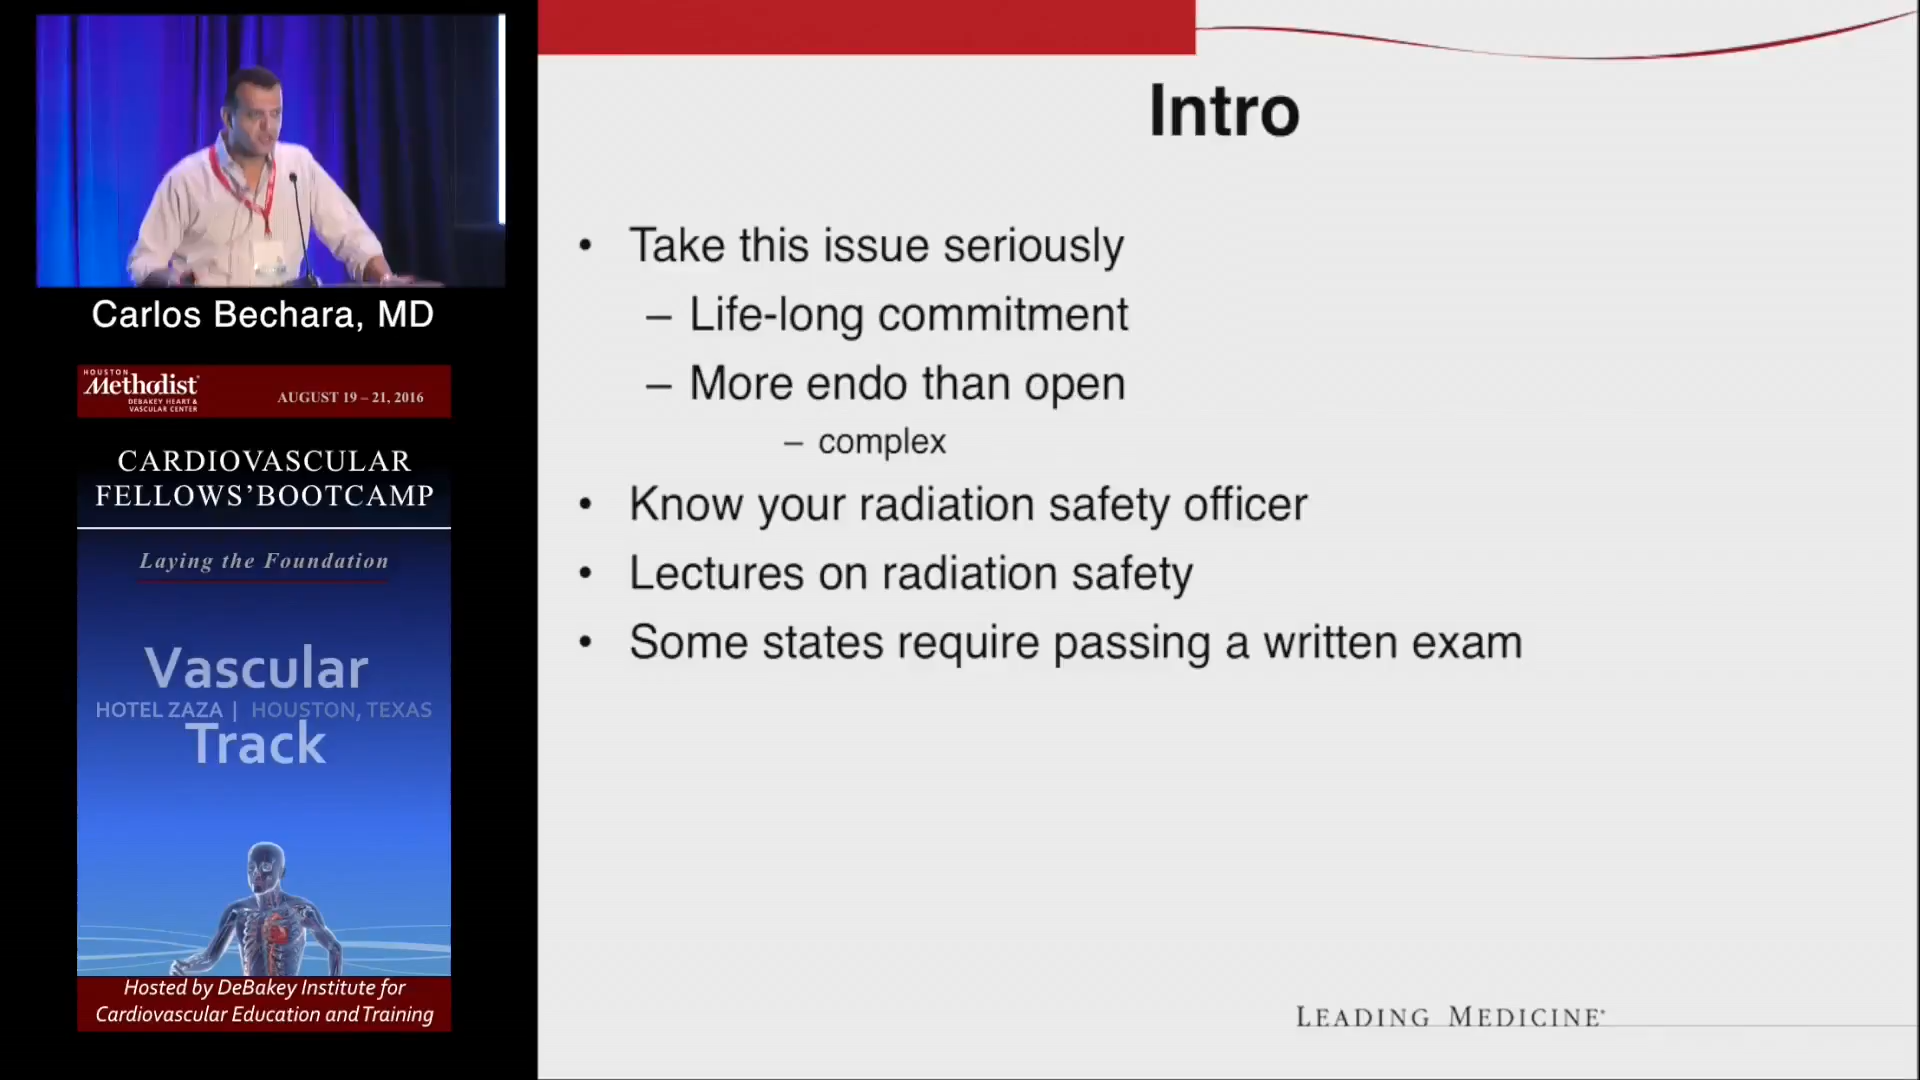 Carlos Bechara, MD
HOUSTON
Methodist
DEBAKEY HEART &
VASCULAR CENTER
AUGUST 19 – 21, 2016
CARDIOVASCULAR
FELLOWS’BOOTCAMP
Laying the Foundation
Vascular
HOTEL ZAZA | HOUSTON, TEXAS
Track
Hosted by DeBakey Institute for
Cardiovascular Education and Training
Intro
• Take this issue seriously
– Life-long commitment
– More endo than open
– complex
• Know your radiation safety officer
• Lectures on radiation safety
• Some states require passing a written exam
LEADING MEDICINE